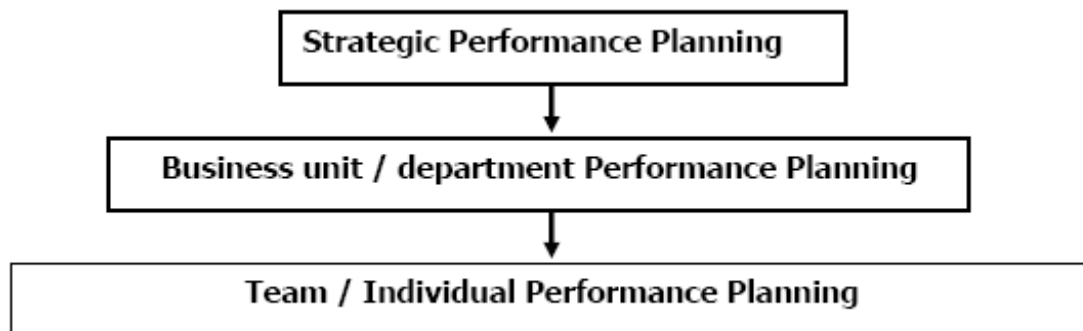 Strategic Performance Planning
Business unit / department Performance Planning
Team / Individual Performance Planning